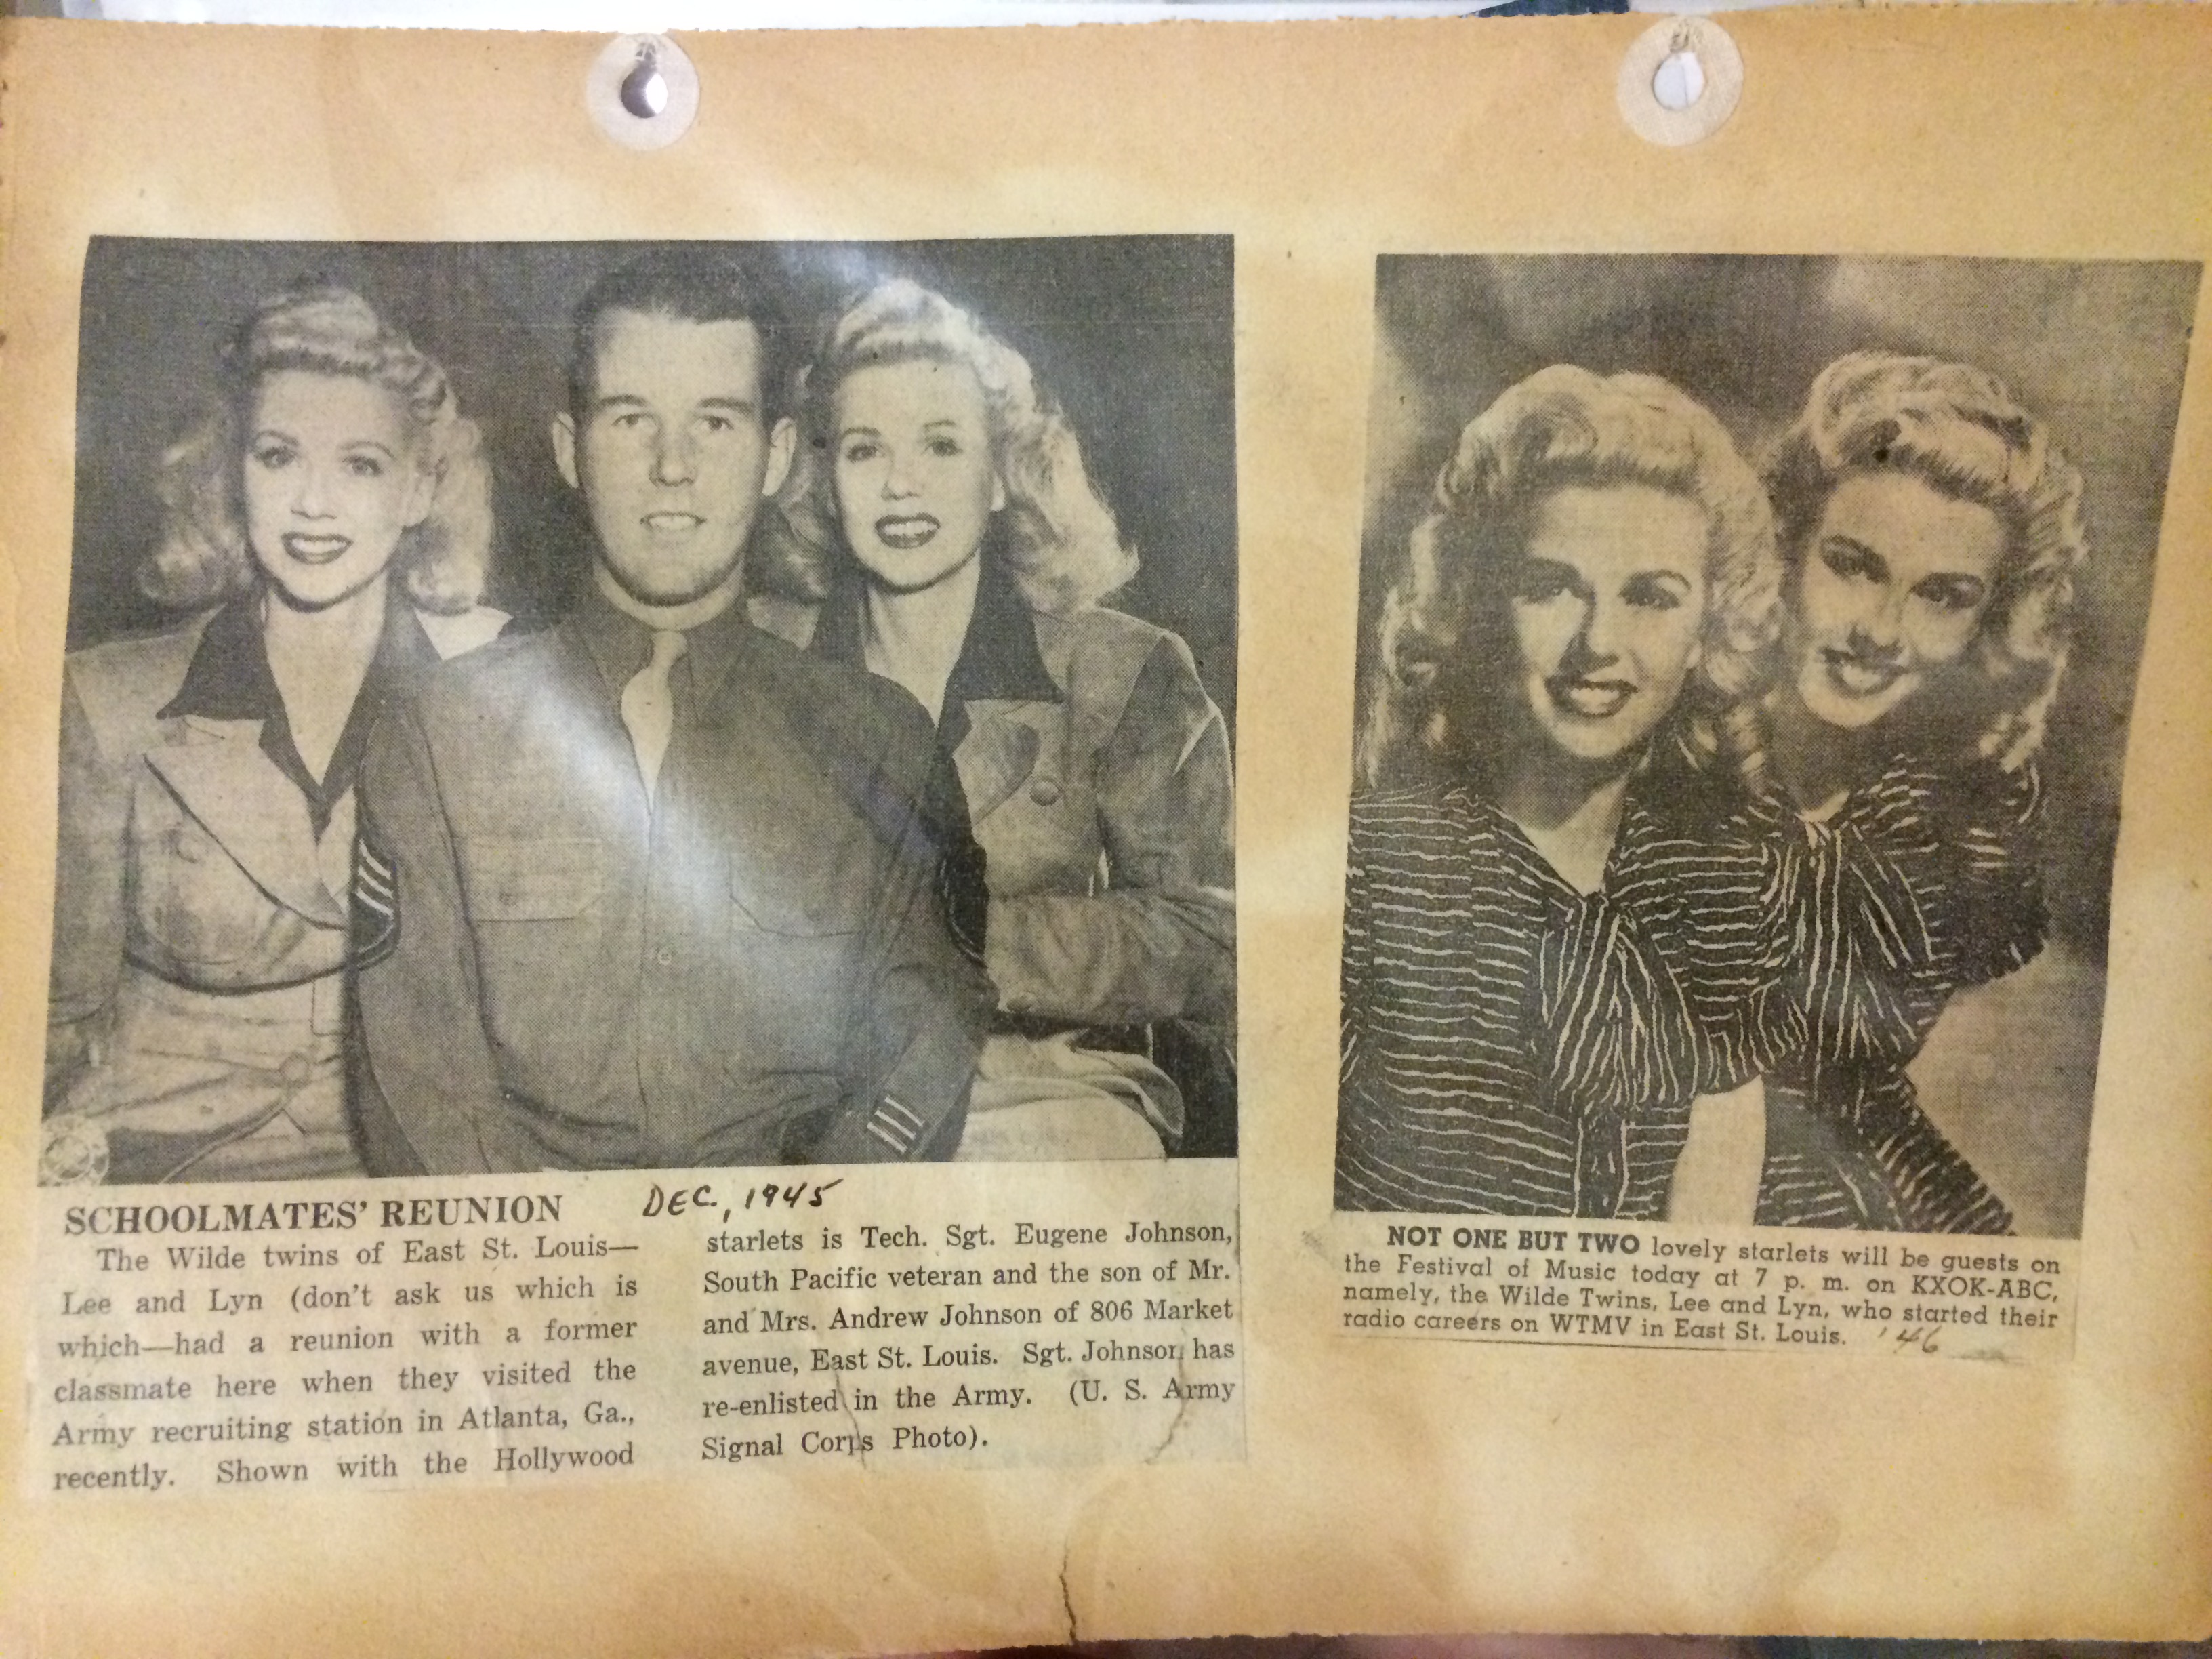 SCHOOLMATES' REUNION
DEC., 1945
The Wilde twins of East St. Louis—
Lee and Lyn (don't ask us which is
which—had a reunion with a former
classmate here when they visited the
Army recruiting station in Atlanta, Ga.,
recently. Shown with the Hollywood
starlets is Tech. Sgt. Eugene Johnson,
South Pacific veteran and the son of Mr.
and Mrs. Andrew Johnson of 806 Market
avenue, East St. Louis. Sgt. Johnson has
re-enlisted in the Army. (U. S. Army
Signal Corps Photo).
NOT ONE BUT TWO lovely starlets will be guests on
the Festival of Music today at 7 p. m. on KXOK-ABC,
namely, the Wilde Twins, Lee and Lyn, who started their
radio careers on WTMV in East St. Louis. '46